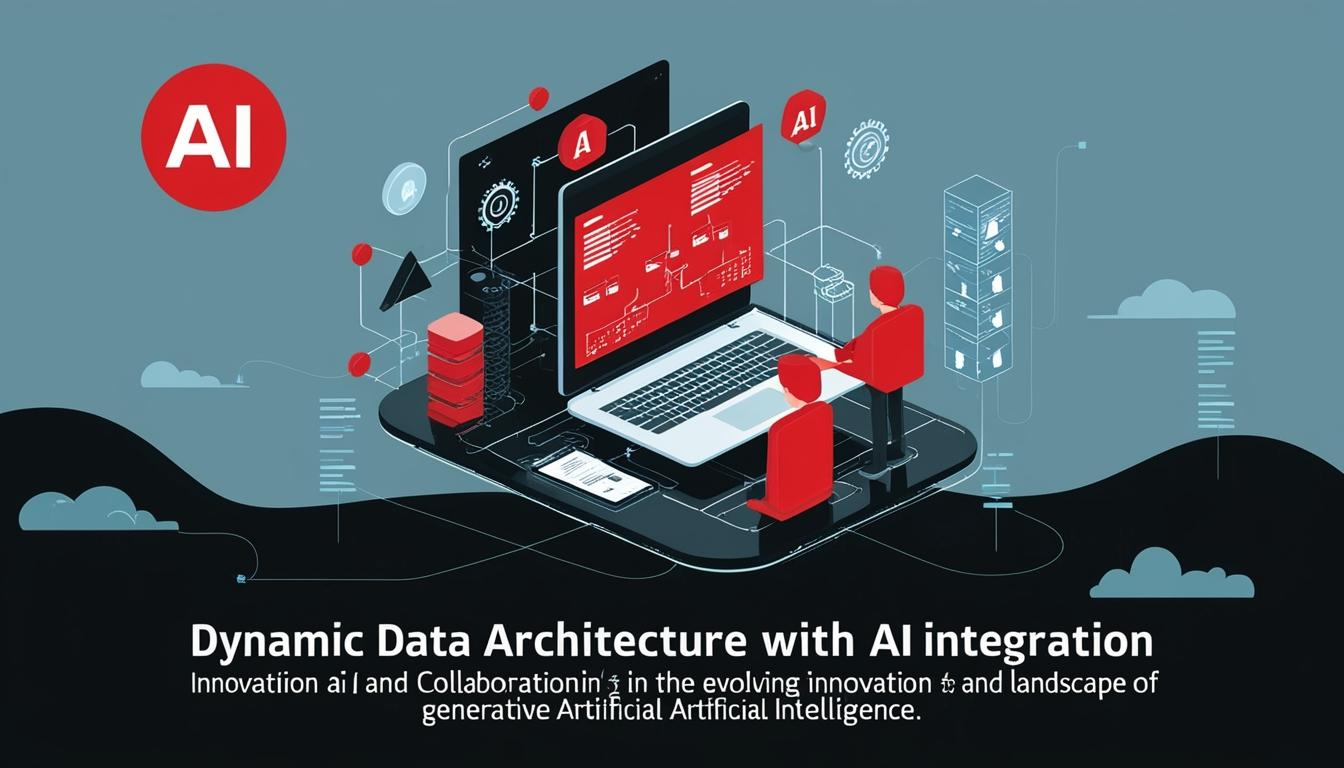 AI
A
AI
Dynamic Data Architecture with AI integration
Innovatiion ai and Collaborationin in the evolving innovation and landscape of
generative Artiificial Artfficial Intelligence.